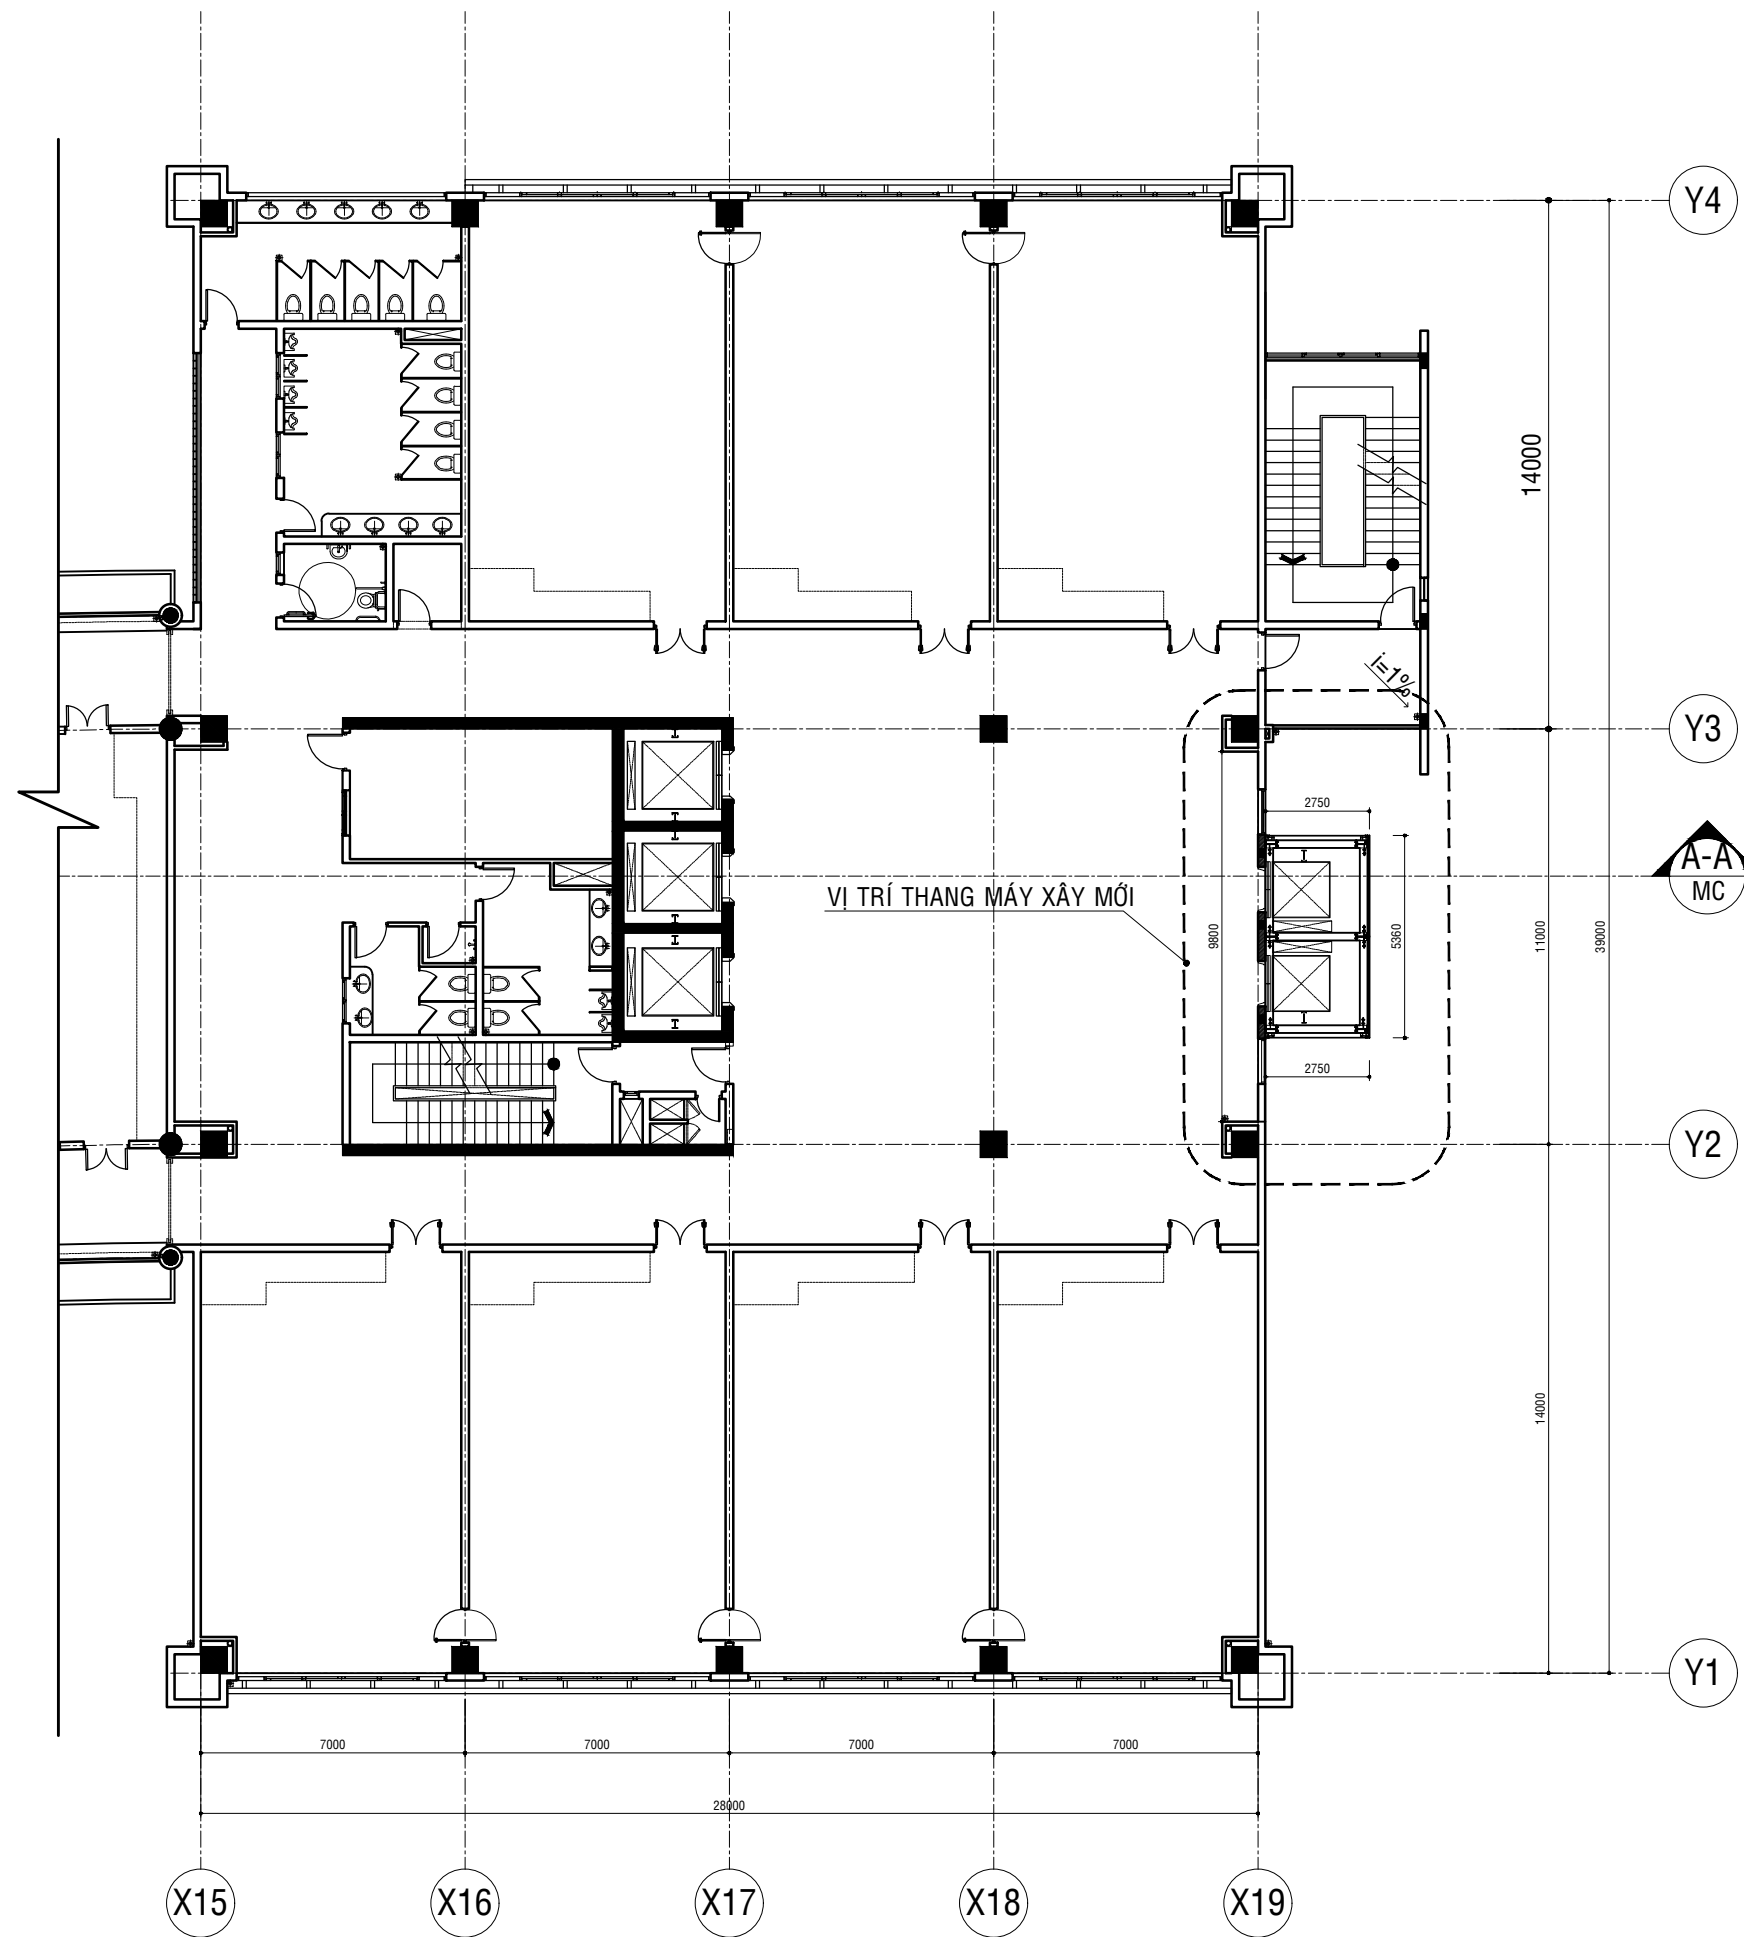 Y4
14000
i=1%
Y3
2750
A-A
MC
VỊ TRÍ THANG MÁY XÂY MỚI
9800
5360
11000
39000
2750
Y2
14000
Y1
7000
7000
7000
7000
28000
X15
X16
X17
X18
X19